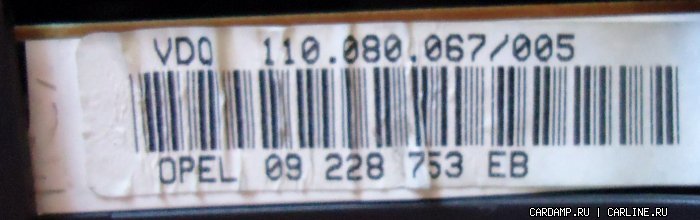 VDO 110.080.067/005
OPEL 09 228 753 EB
CARDAMP.RU | CARLINE.RU